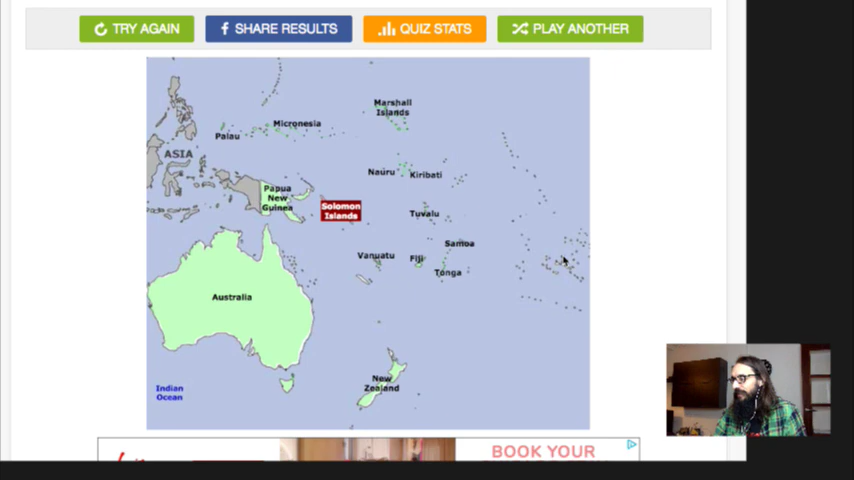 TRY AGAIN
SHARE RESULTS
QUIZ STATS
PLAY ANOTHER
Marshall
Islands
Micronesia
Palau
ASIA
Nauru
Kiribati
Papua
New
Guinea
Solomon
Islands
Tuvalu
Samoa
Vanuatu
Fiji
Tonga
Australia
New
Zealand
Indian
Ocean
BOOK YOUR